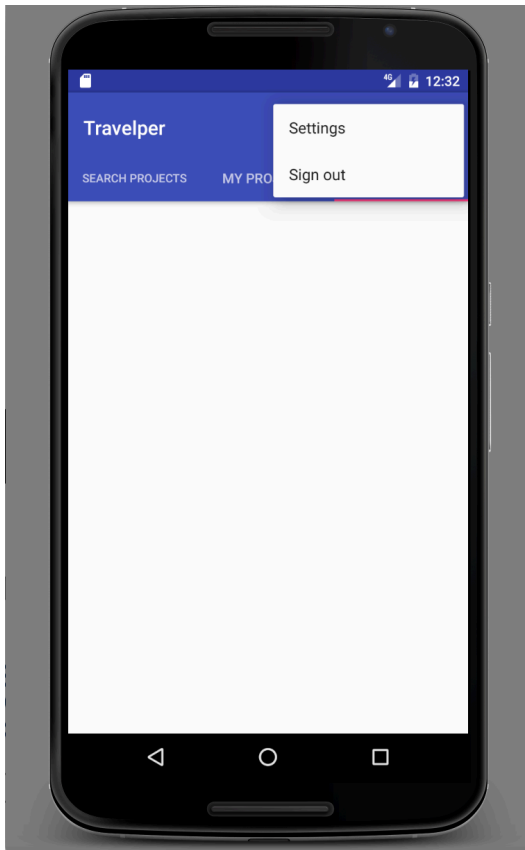 4G 12:32
Travelper
Settings
SEARCH PROJECTS MY PRO
Sign out